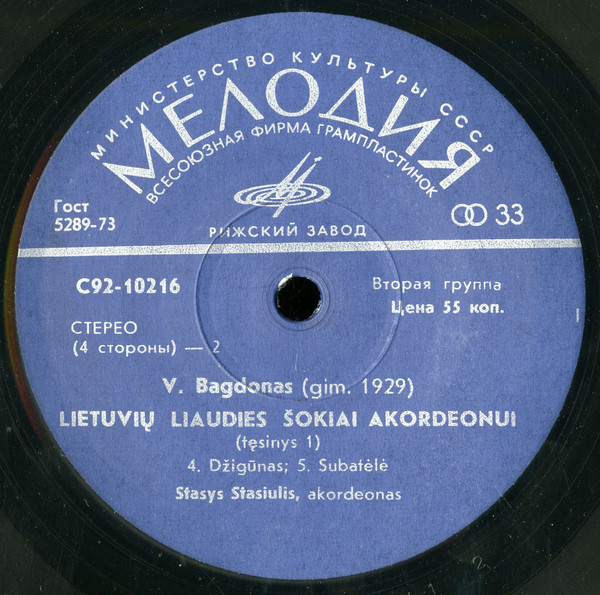 МИНИСТЕРСТВО КУЛЬТУРЫ СССР
МЕЛОДИЯ
ВСЕСОЮЗНАЯ ФИРМА ГРАМПЛАСТИНОК
Гост
5289-73
33
РИЖСКИЙ ЗАВОД
С92-10216
Вторая группа
Цена 55 коп.
СТЕРЕО
(4 стороны) — 2
V. Bagdonas (gim. 1929)
LIETUVIŲ LIAUDIES ŠOKIAI AKORDEONUI
(tęsinys 1)
4. Džigūnas; 5. Subatėlė
Stasys Stasiulis, akordeonas